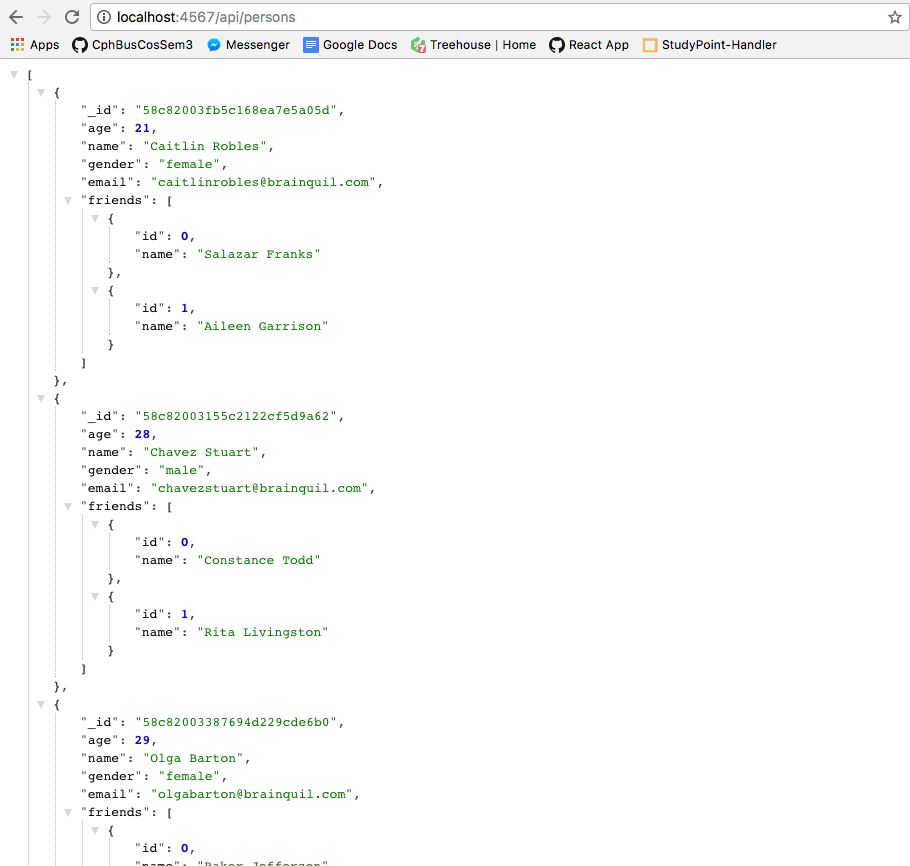 localhost:4567/api/persons
Apps CphBusCosSem3 Messenger Google Docs Treehouse | Home React App StudyPoint-Handler
[
{
"_id": "58c82003fb5c168ea7e5a05d",
"age": 21,
"name": "Caitlin Robles",
"gender": "female",
"email": "caitlinrobles@brainquil.com",
"friends": [
{
"id": 0,
"name": "Salazar Franks"
},
{
"id": 1,
"name": "Aileen Garrison"
}
]
},
{
"_id": "58c82003155c2122cf5d9a62",
"age": 28,
"name": "Chavez Stuart",
"gender": "male",
"email": "chavezstuart@brainquil.com",
"friends": [
{
"id": 0,
"name": "Constance Todd"
},
{
"id": 1,
"name": "Rita Livingston"
}
]
},
{
"_id": "58c82003387694d229cde6b0",
"age": 29,
"name": "Olga Barton",
"gender": "female",
"email": "olgabarton@brainquil.com",
"friends": [
{
"id": 0,
"name": "Baker Jefferson"